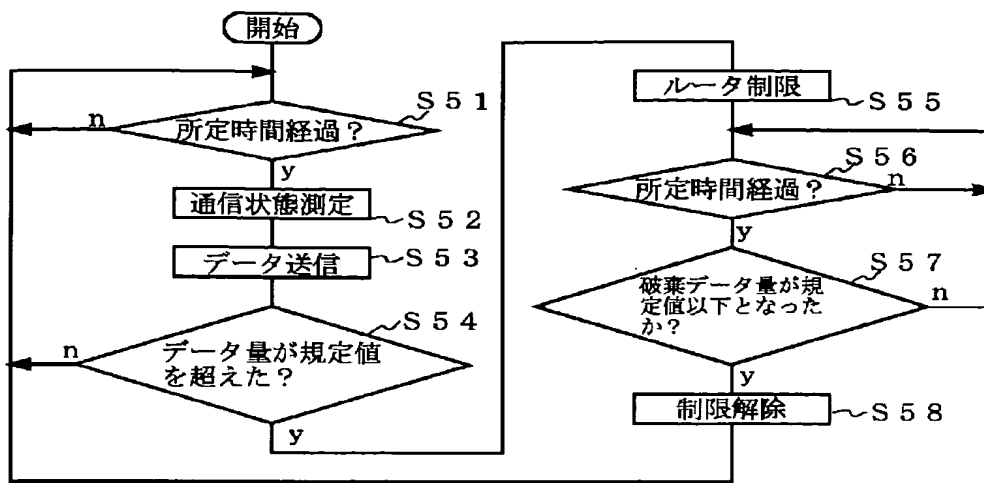 開始
S51
所定時間経過？
n
y
通信状態測定
S52
データ送信
S53
S54
データ量が規定値
を超えた？
n
y
ルータ制限
S55
S56
所定時間経過？
n
y
S57
破棄データ量が規
定値以下となった
か？
n
y
制限解除
S58